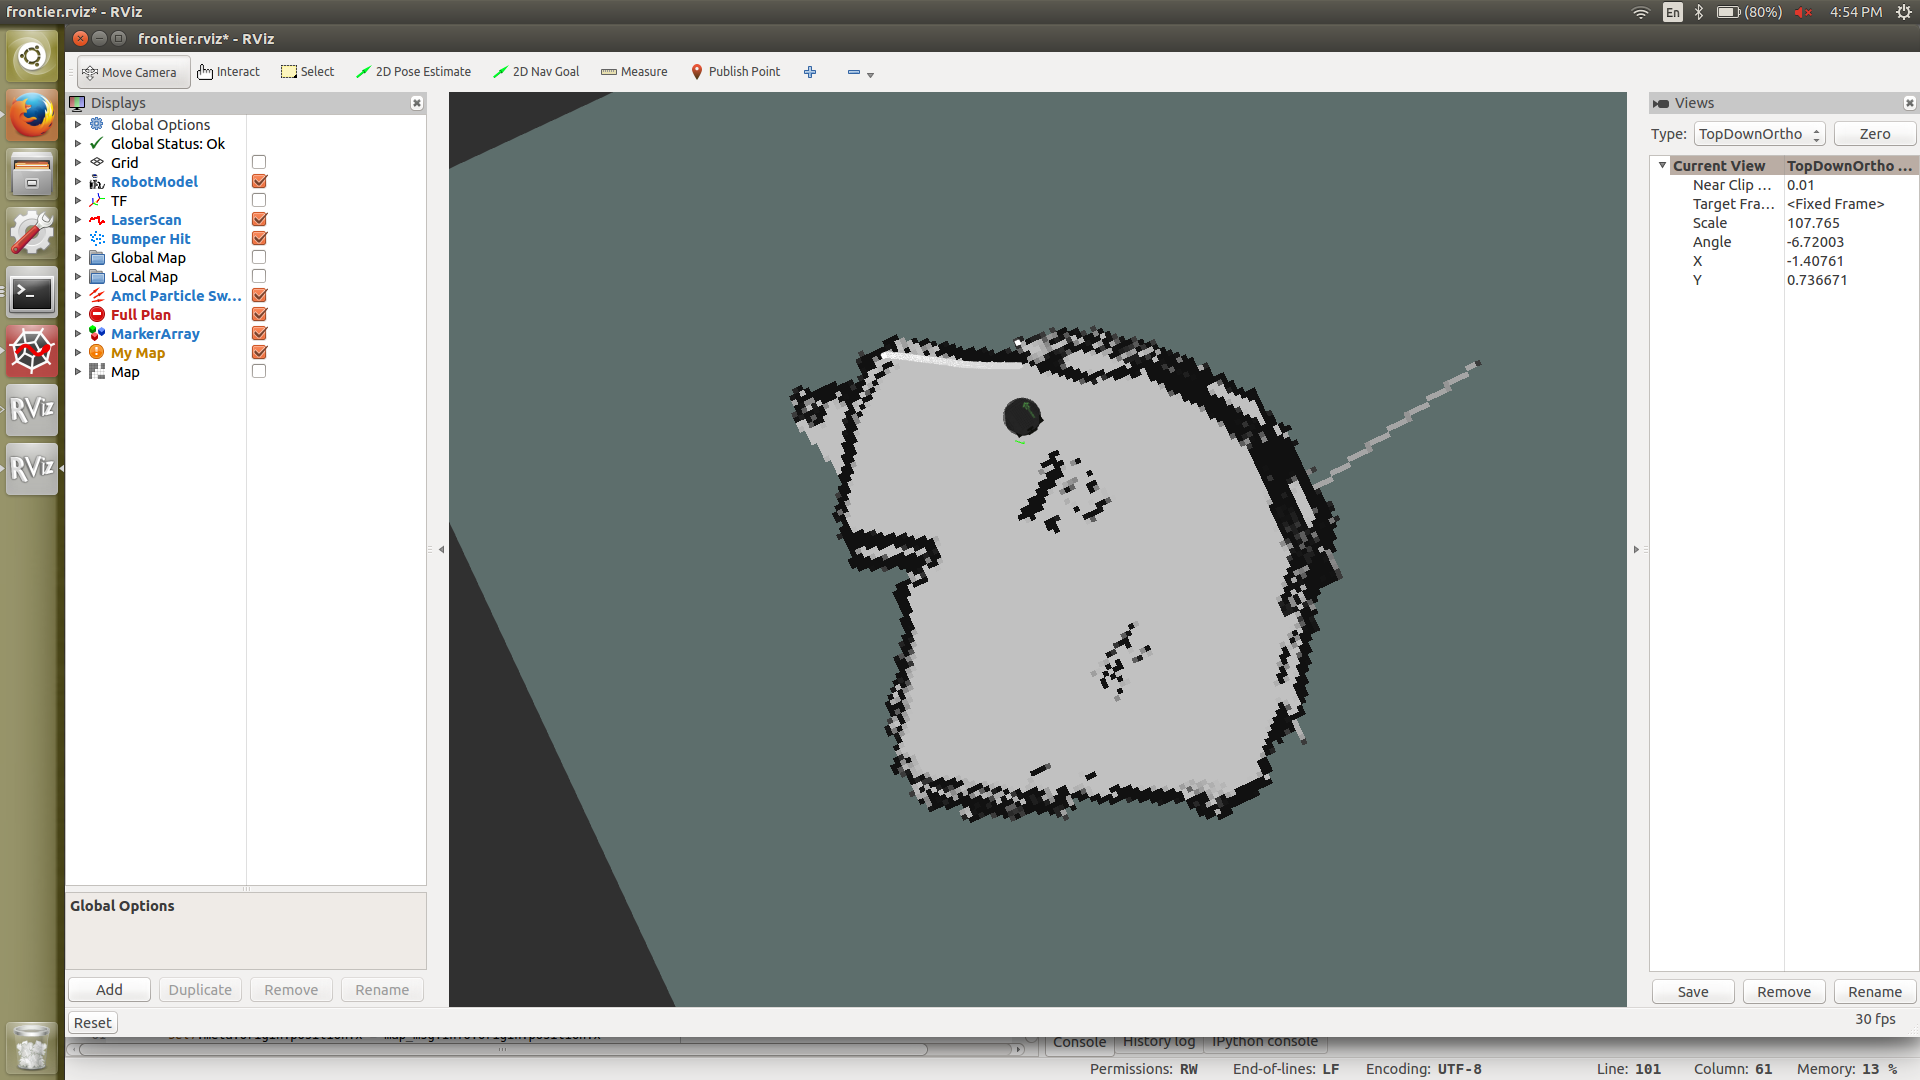 frontier.rviz* - RViz
En
(80%)
4:54 PM
frontier.rviz* - RViz
Move Camera
Interact
Select
2D Pose Estimate
2D Nav Goal
Measure
Publish Point
Displays
Global Options
Global Status: Ok
Grid
RobotModel
TF
LaserScan
Bumper Hit
Global Map
Local Map
Amcl Particle Sw...
Full Plan
MarkerArray
My Map
Map
Global Options
Add
Duplicate
Remove
Rename
Reset
RViz
RViz
Views
Type:
TopDownOrtho
Zero
Current View TopDownOrtho ...
Near Clip ... 0.01
Target Fra... <Fixed Frame>
Scale 107.765
Angle -6.72003
X -1.40761
Y 0.736671
Save
Remove
Rename
30 fps
Console
History log
IPython console
Permissions: RW
End-of-lines: LF
Encoding: UTF-8
Line: 101
Column: 61
Memory: 13 %